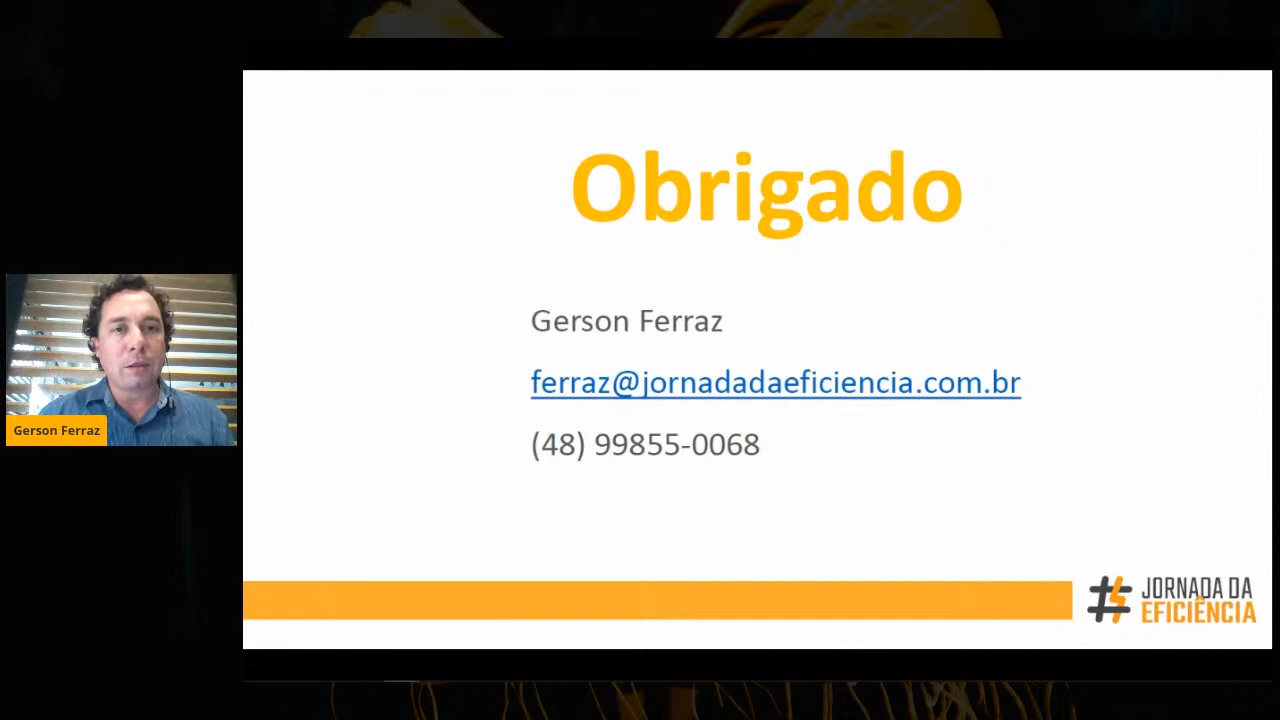 Obrigado
Gerson Ferraz
ferraz@jornadadaeficiencia.com.br
(48) 99855-0068
Gerson Ferraz
JORNADA DA
EFICIÊNCIA